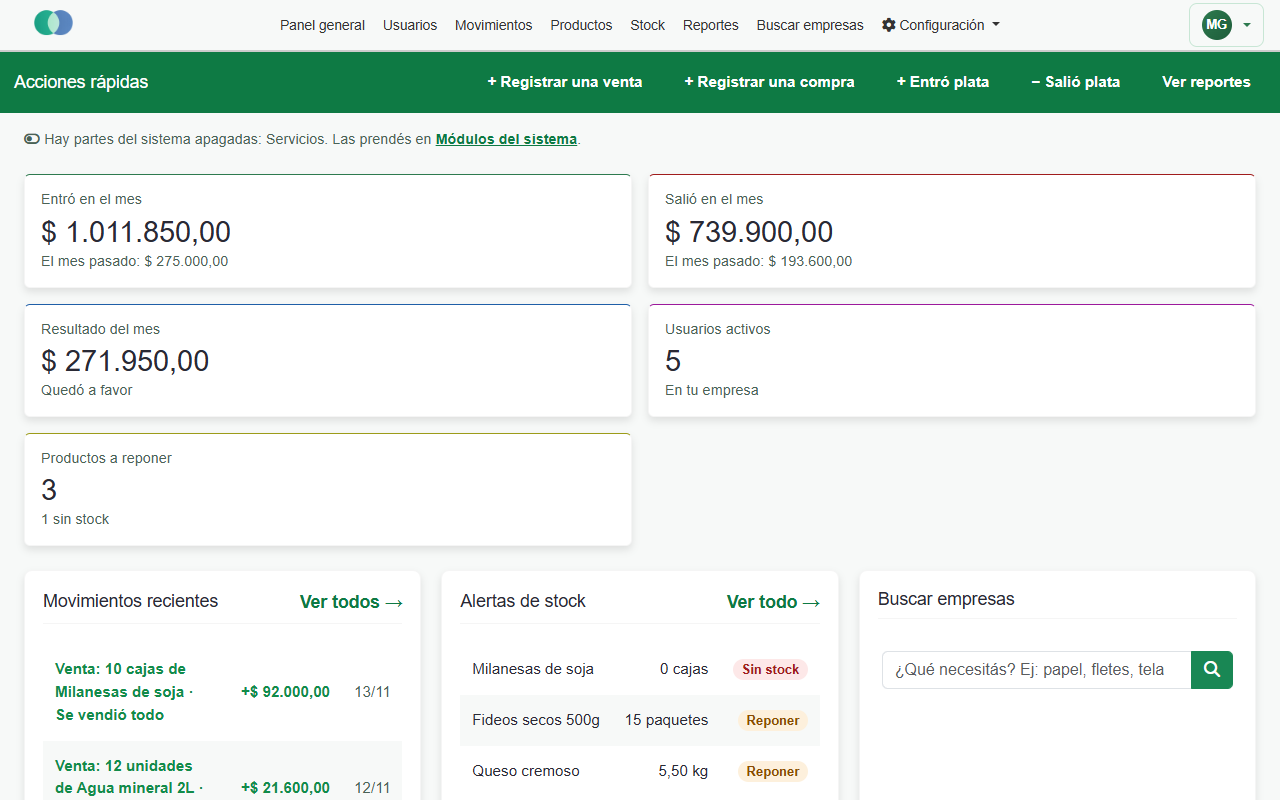 Panel general Usuarios Movimientos Productos Stock Reportes Buscar empresas Configuración MG
Acciones rápidas + Registrar una venta + Registrar una compra + Entró plata − Salió plata Ver reportes
Hay partes del sistema apagadas: Servicios. Las prendés en Módulos del sistema.
Entró en el mes
$ 1.011.850,00
El mes pasado: $ 275.000,00
Salió en el mes
$ 739.900,00
El mes pasado: $ 193.600,00
Resultado del mes
$ 271.950,00
Quedó a favor
Usuarios activos
5
En tu empresa
Productos a reponer
3
1 sin stock
Movimientos recientes Ver todos →
Venta: 10 cajas de
Milanesas de soja · +$ 92.000,00 13/11
Se vendió todo
Venta: 12 unidades
de Agua mineral 2L · +$ 21.600,00 12/11
Alertas de stock Ver todo →
Milanesas de soja 0 cajas Sin stock
Fideos secos 500g 15 paquetes Reponer
Queso cremoso 5,50 kg Reponer
Buscar empresas
¿Qué necesitás? Ej: papel, fletes, tela